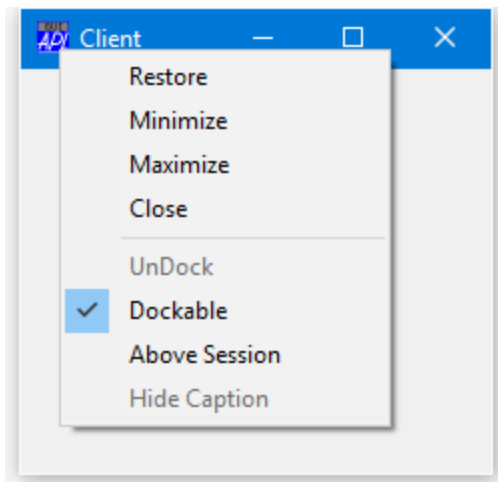 Client
Restore
Minimize
Maximize
Close
UnDock
Dockable
Above Session
Hide Caption